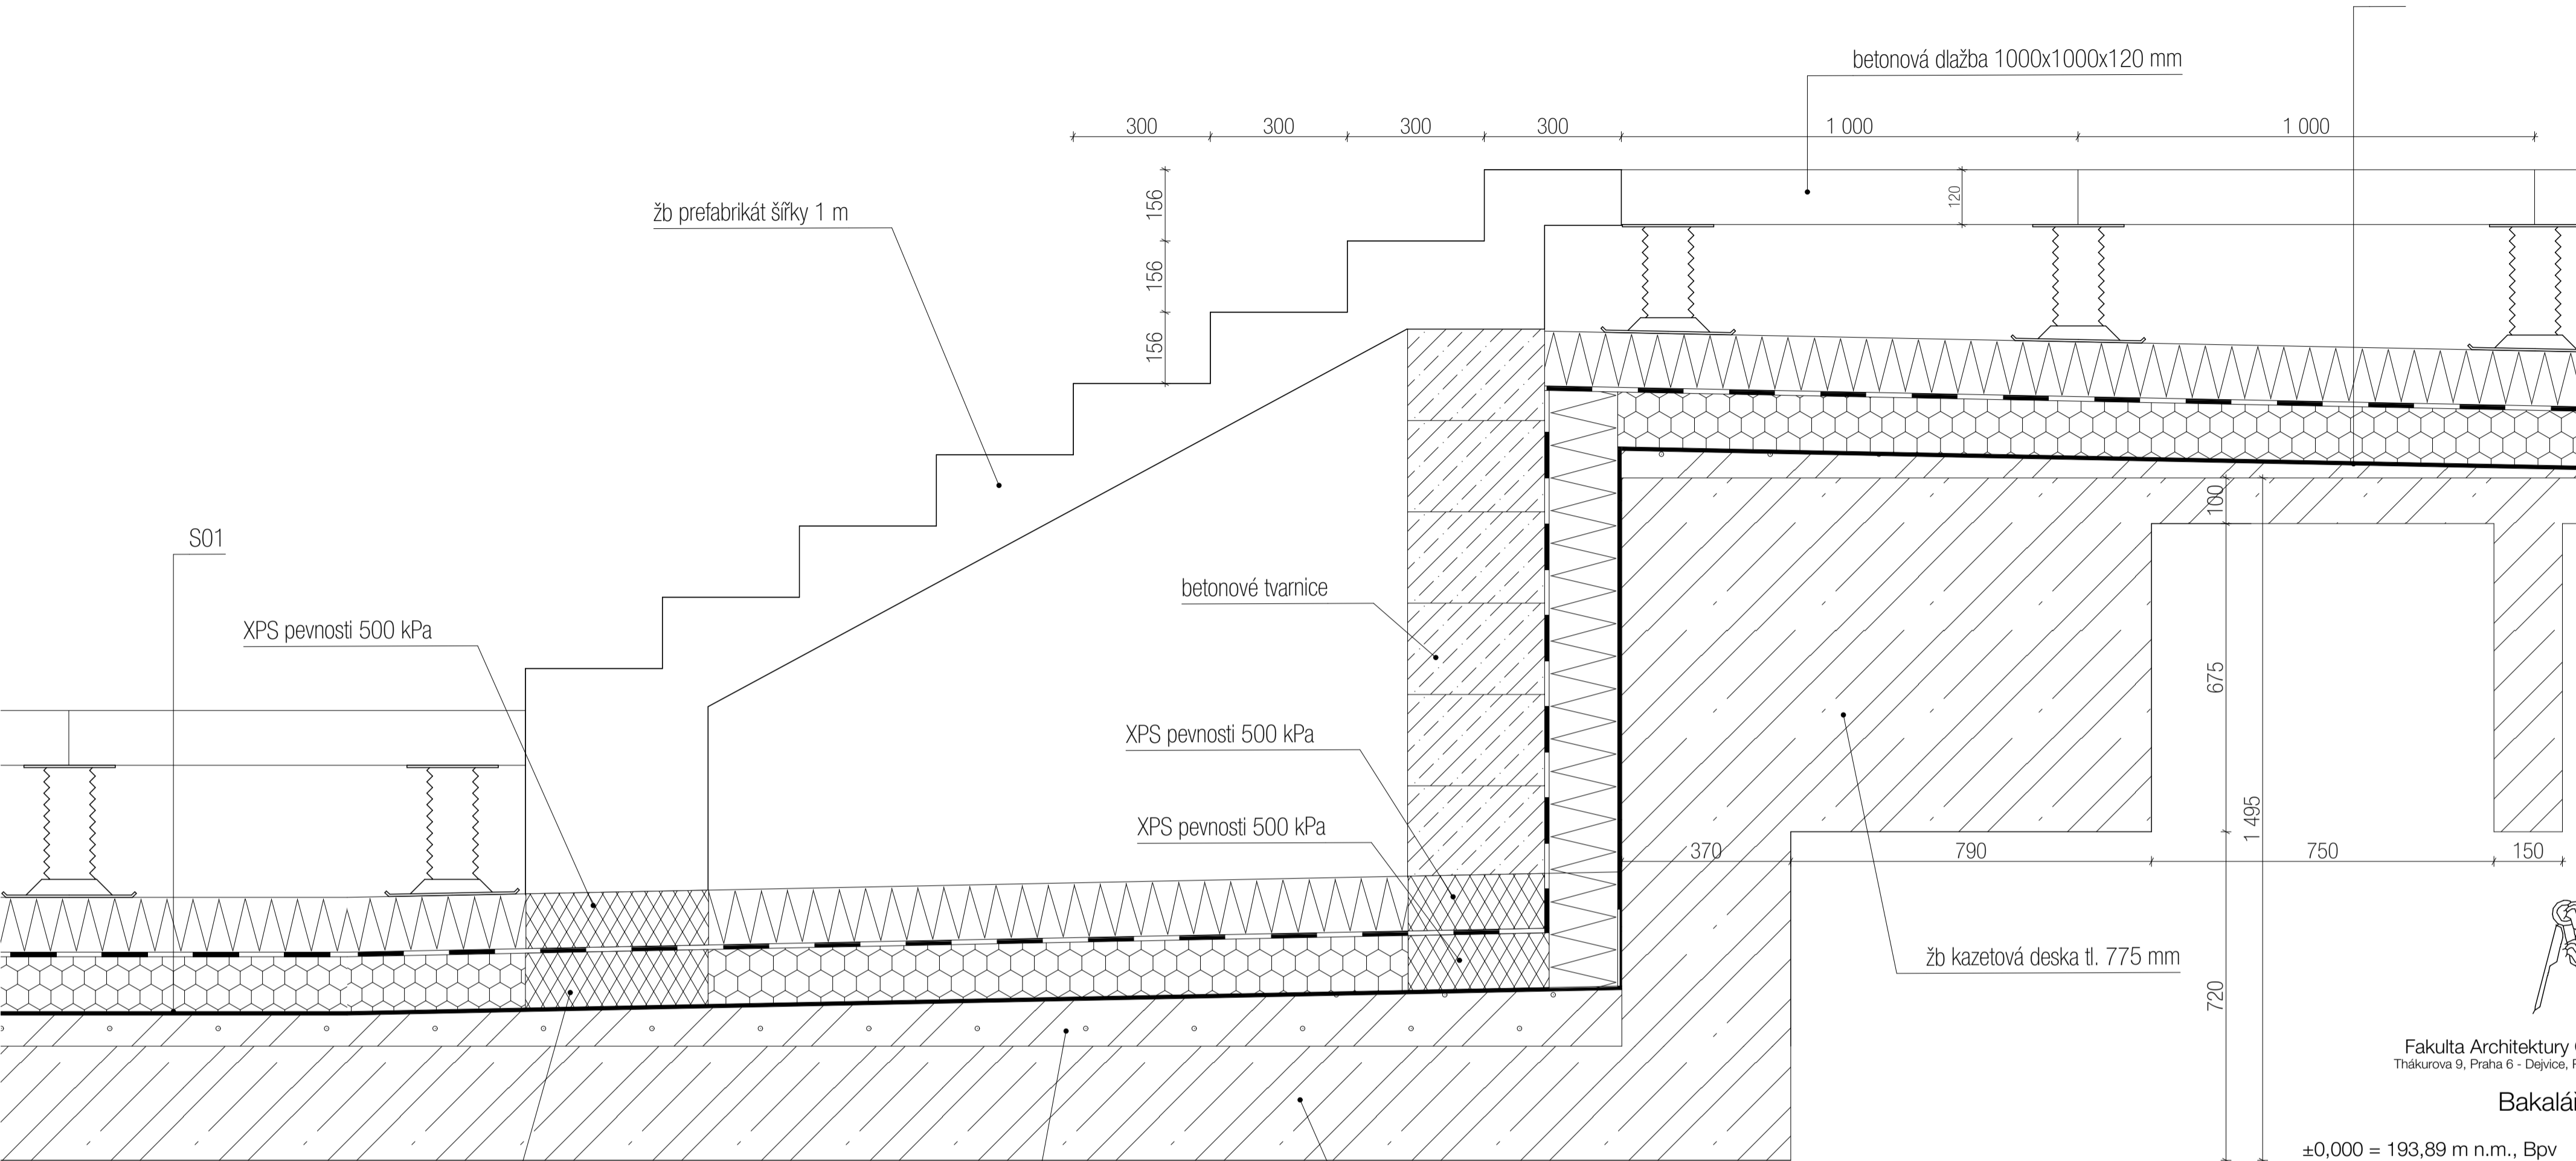 betonová dlažba 1000x1000x120 mm
300 300 300 300 1 000 1 000
156
156
156
120
žb prefabrikát šířky 1 m
S01
XPS pevnosti 500 kPa
betonové tvarnice
XPS pevnosti 500 kPa
XPS pevnosti 500 kPa
100
675
1 495
720
370 790 750 150
žb kazetová deska tl. 775 mm
Fakulta Architektury
Thákurova 9, Praha 6 - Dejvice,
±0,000 = 193,89 m n.m., Bpv